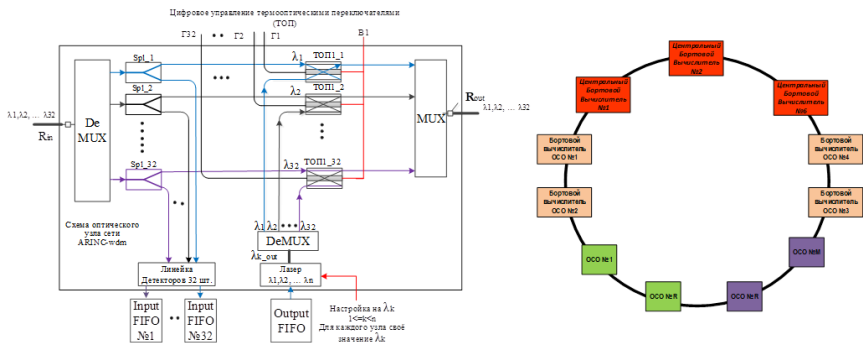 Цифровое управление термооптическими переключателями
(ТОП)
Г32
Г2
Г1
В1
Spl_1
λ1
ТОП1_1
Spl_2
λ2
ТОП1_2
De
MUX
MUX
Rout
λ1,λ2, ... λ32
λ1,λ2, ... λ32
Rin
Spl_32
λ32
ТОП1_32
Схема оптического
узла сети
ARINC-wdm
λ1 λ2 λ32
DeMUX
λk_out
Линейка
Детекторов 32 шт.
Лазер
λ1,λ2, ... λn
Input
FIFO
№1
Input
FIFO
№32
Output
FIFO
Настройка на λk
1<=k<n
Для каждого узла своё
значение λk
Центральный
Бортовой
Вычислитель
№2
Центральный
Бортовой
Вычислитель
№1
Центральный
Бортовой
Вычислитель
№6
Бортовой
вычислитель
ОСО №1
Бортовой
вычислитель
ОСО №4
Бортовой
вычислитель
ОСО №2
Бортовой
вычислитель
ОСО №3
ОСО №1
ОСО №М
ОСО №R
ОСО №R